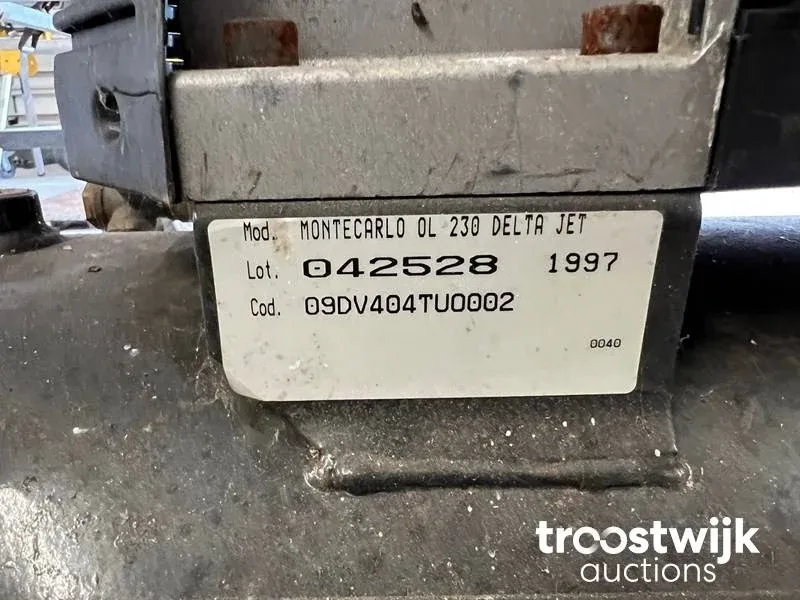 Mod. MONTECARLO OL 230 DELTA JET
Lot. 042528 1997
Cod. 09DV404TU0002
0040
troostwijk
auctions